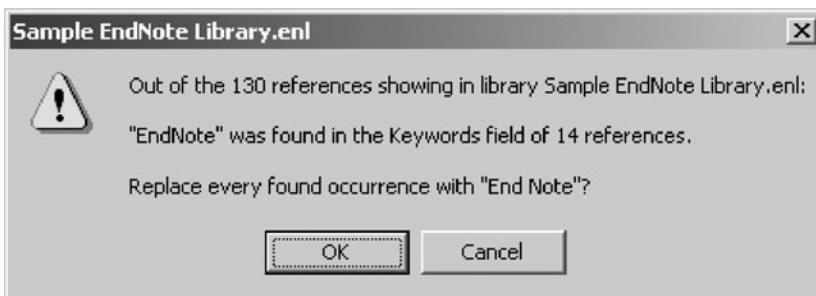 Sample EndNote Library.enl
Out of the 130 references showing in library Sample EndNote Library.enl:
"EndNote" was found in the Keywords field of 14 references.
Replace every found occurrence with "End Note"?
OK Cancel